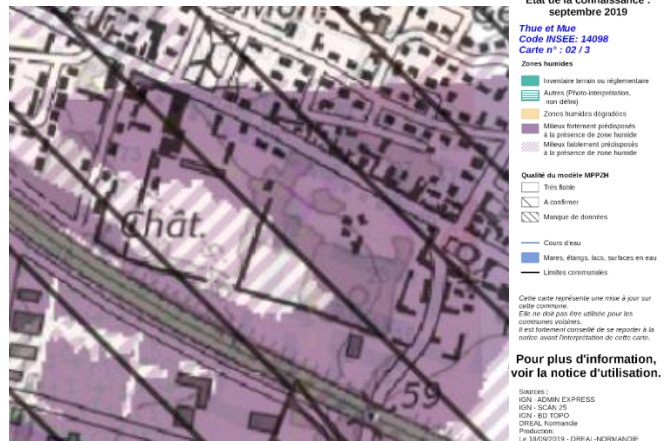 Etat de la connaissance :
septembre 2019
Thue et Mue
Code INSEE: 14098
Carte n° : 02 / 3
Zones humides
Inventaire terrain ou réglementaire
Autres (Photo-interprétation,
non défini)
Zones humides dégradées
Milieux fortement prédisposés
à la présence de zone humide
Milieux faiblement prédisposés
à la présence de zone humide
Qualité du modèle MPPZH
Très fiable
A confirmer
Manque de données
Cours d'eau
Mares, étangs, lacs, surfaces en eau
Limites communales
Cette carte représente une mise à jour sur
cette commune.
Elle ne doit pas être utilisée pour les
communes voisines.
Il est fortement conseillé de se reporter à la
notice avant l'interprétation de cette carte.
Pour plus d'information,
voir la notice d'utilisation.
Sources :
IGN - ADMIN EXPRESS
IGN - SCAN 25
IGN - BD TOPO
DREAL Normandie
Production:
Le 18/09/2019 - DREAL-NORMANDIE
Chât.
59